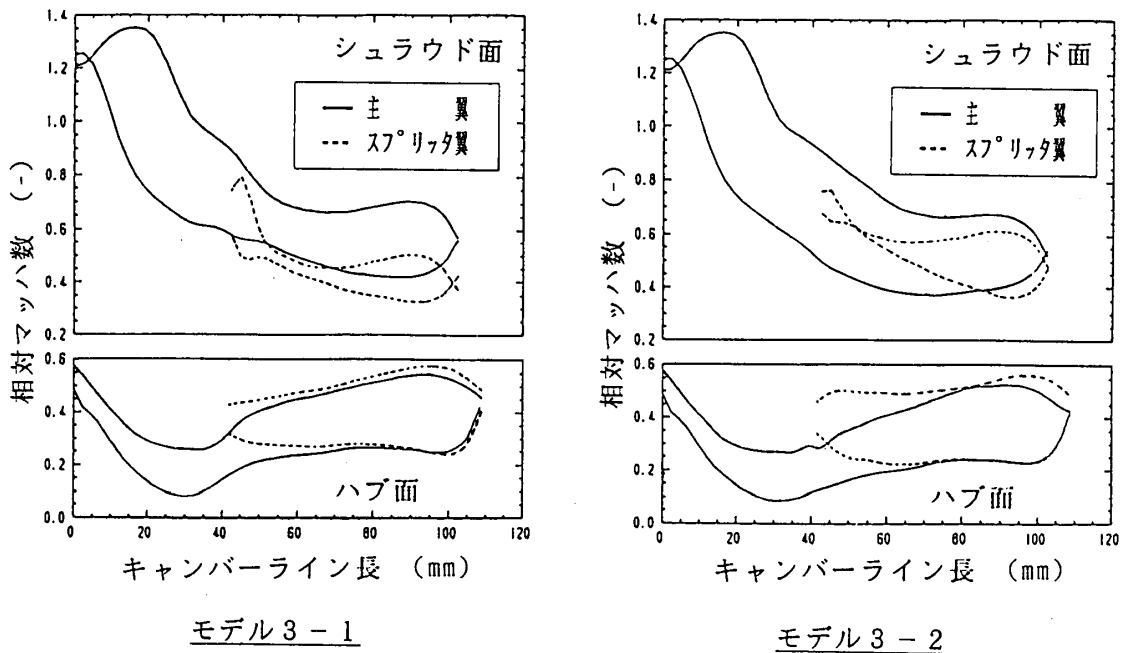 1.4
1.2
1.0
0.8
0.6
0.4
0.2
シュラウド面
主 翼
スプリッタ翼
0.6
0.4
0.2
0.0
ハブ面
0 20 40 60 80 100 120
相対マッハ数 (-)
キャンバーライン長 (mm)
モデル3-1
1.4
1.2
1.0
0.8
0.6
0.4
0.2
シュラウド面
主 翼
スプリッタ翼
0.6
0.4
0.2
0.0
ハブ面
0 20 40 60 80 100 120
相対マッハ数 (-)
キャンバーライン長 (mm)
モデル3-2